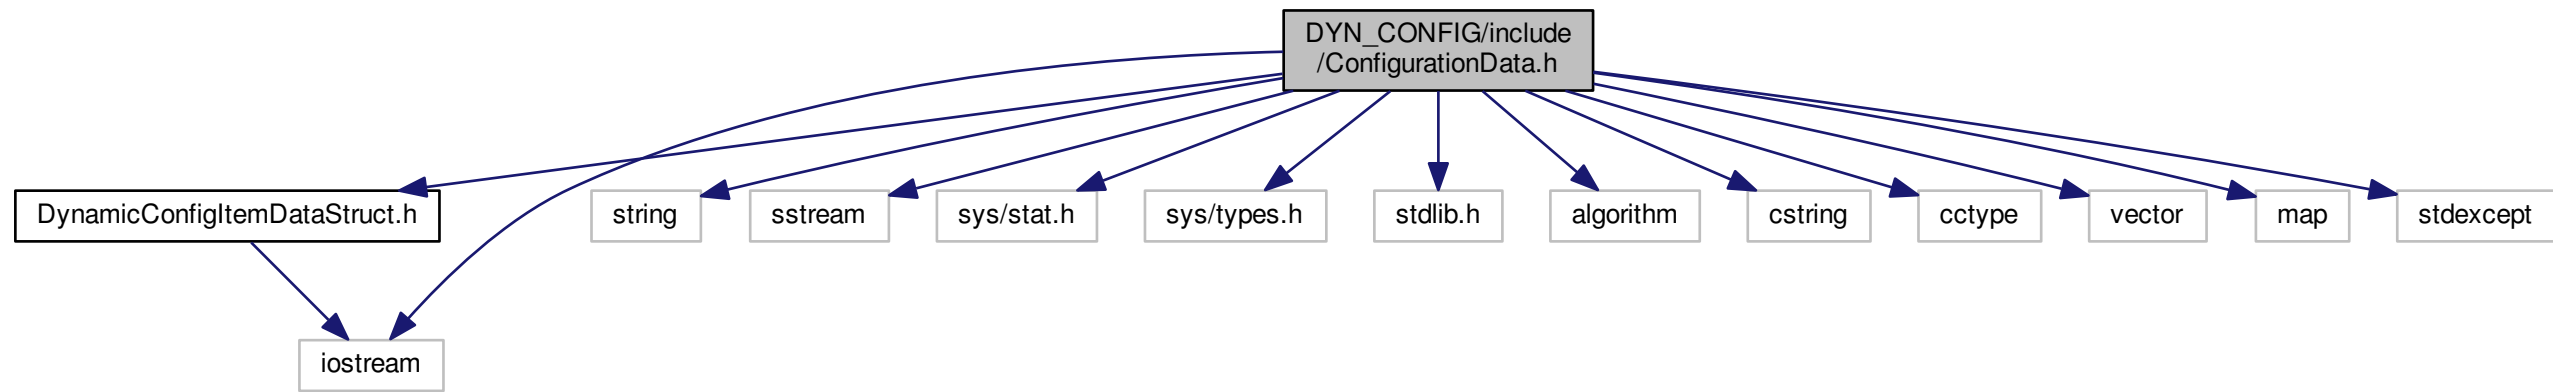 DYN_CONFIG/include
/ConfigurationData.h
DynamicConfigItemDataStruct.h
string
sstream
sys/stat.h
sys/types.h
stdlib.h
algorithm
cstring
cctype
vector
map
stdexcept
iostream